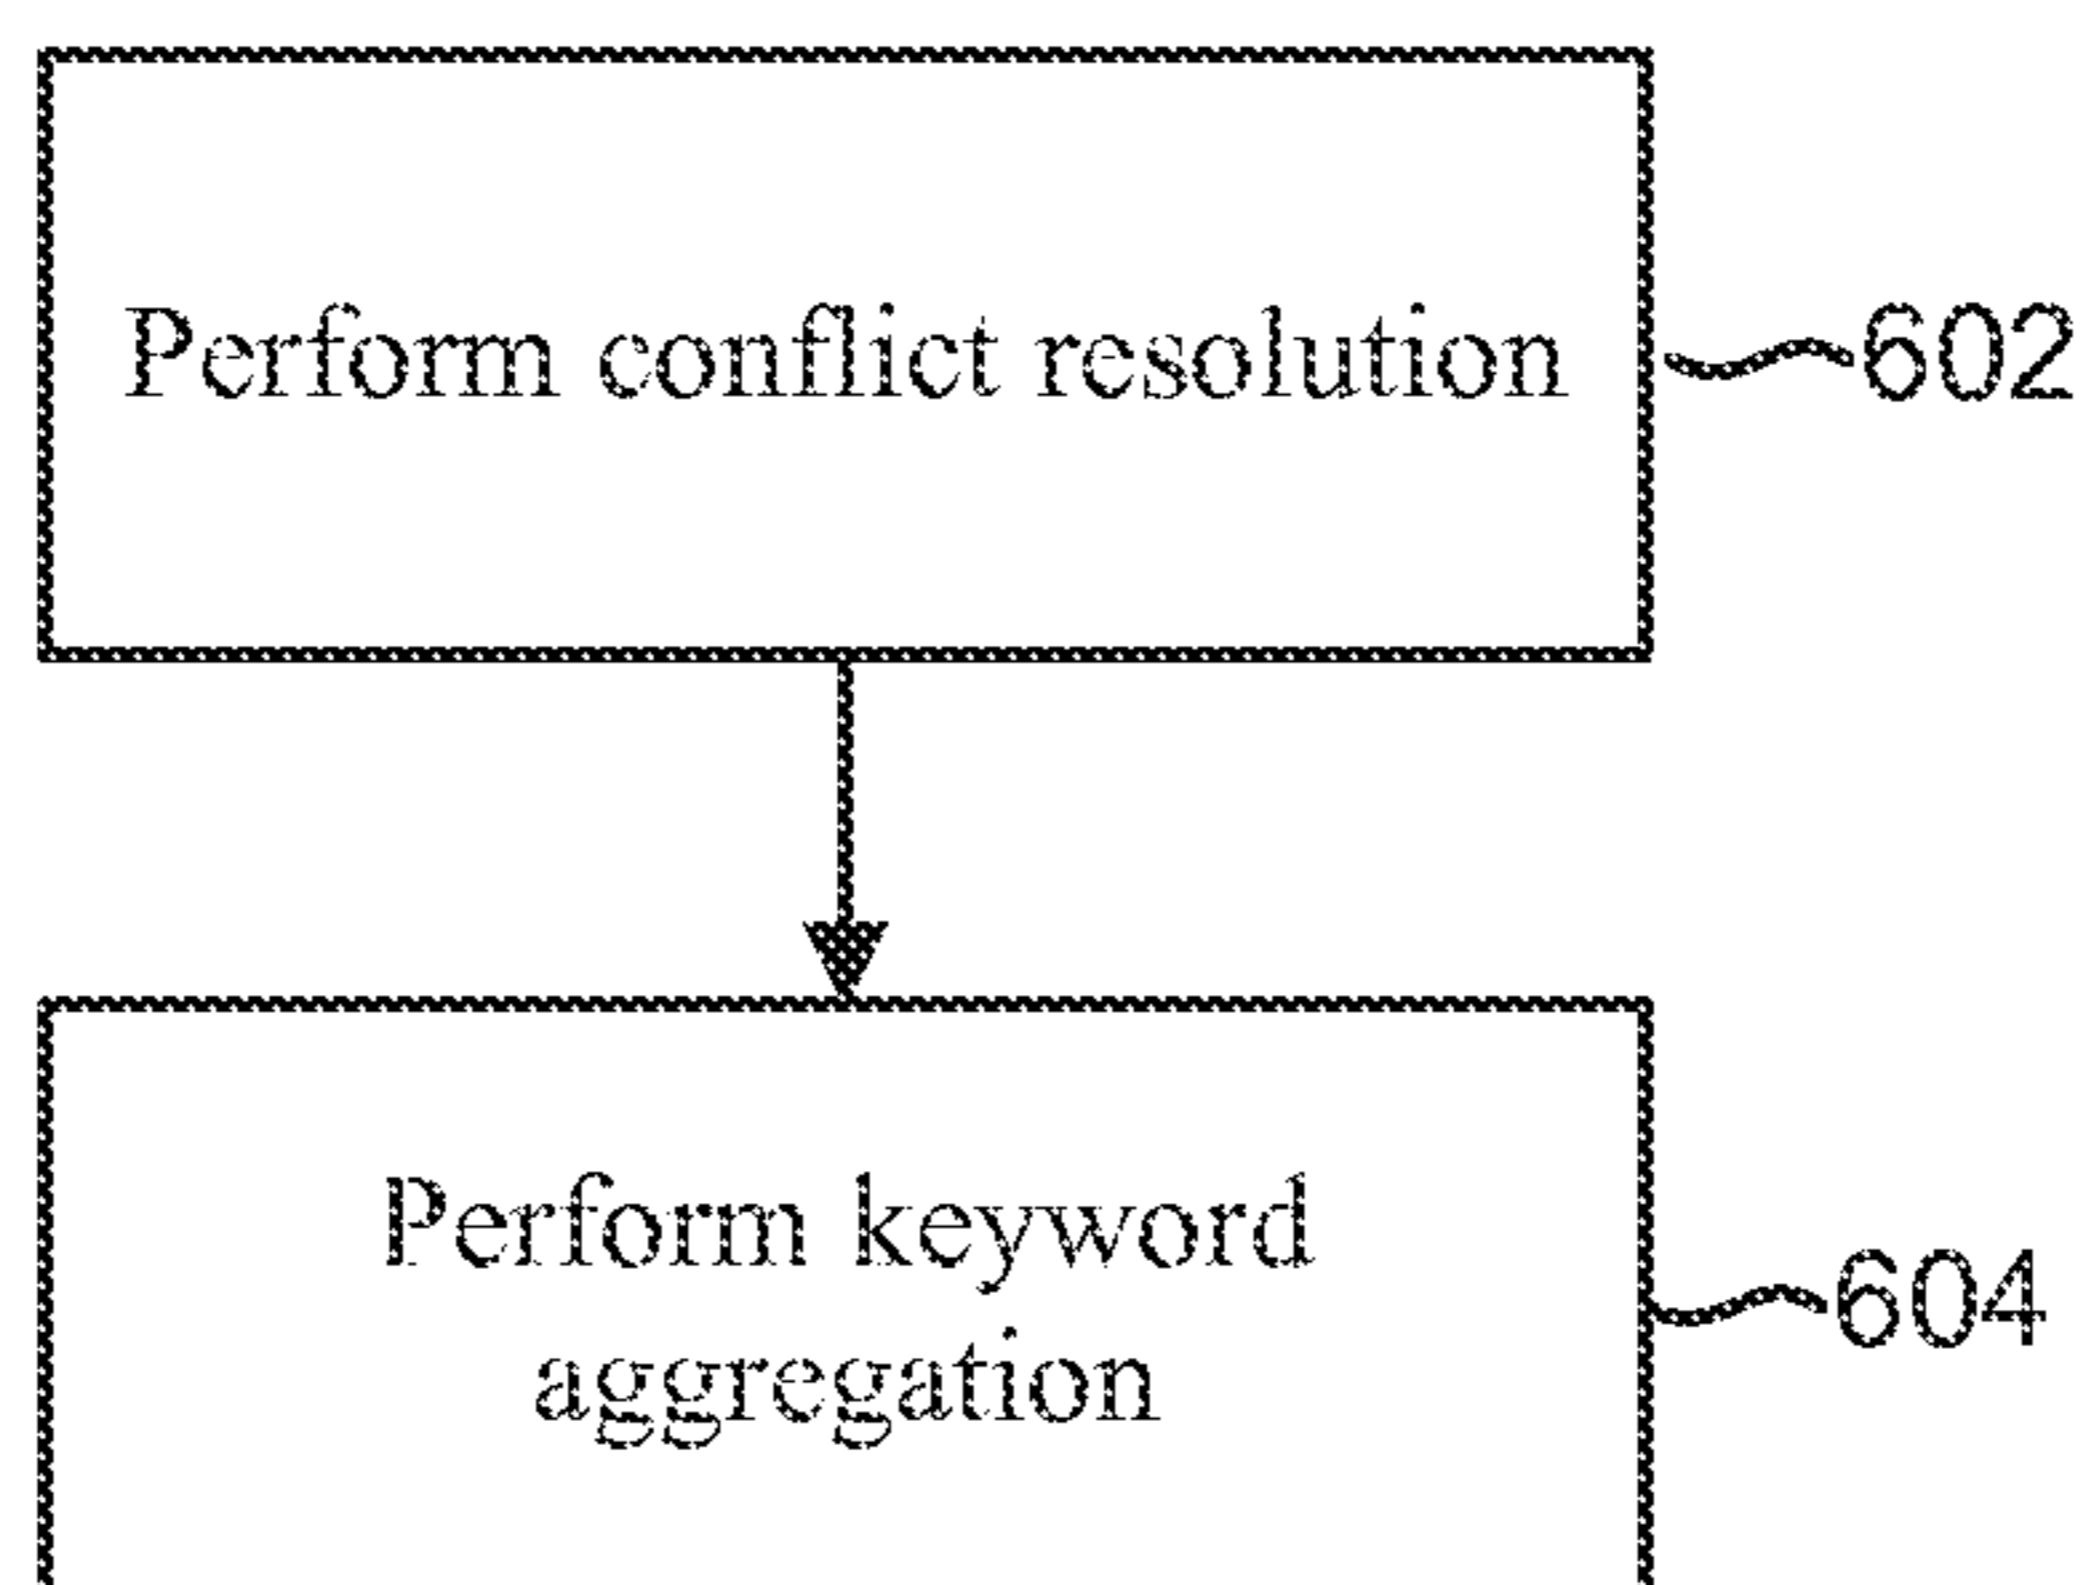 Perform conflict resolution
602
Perform keyword
aggregation
604